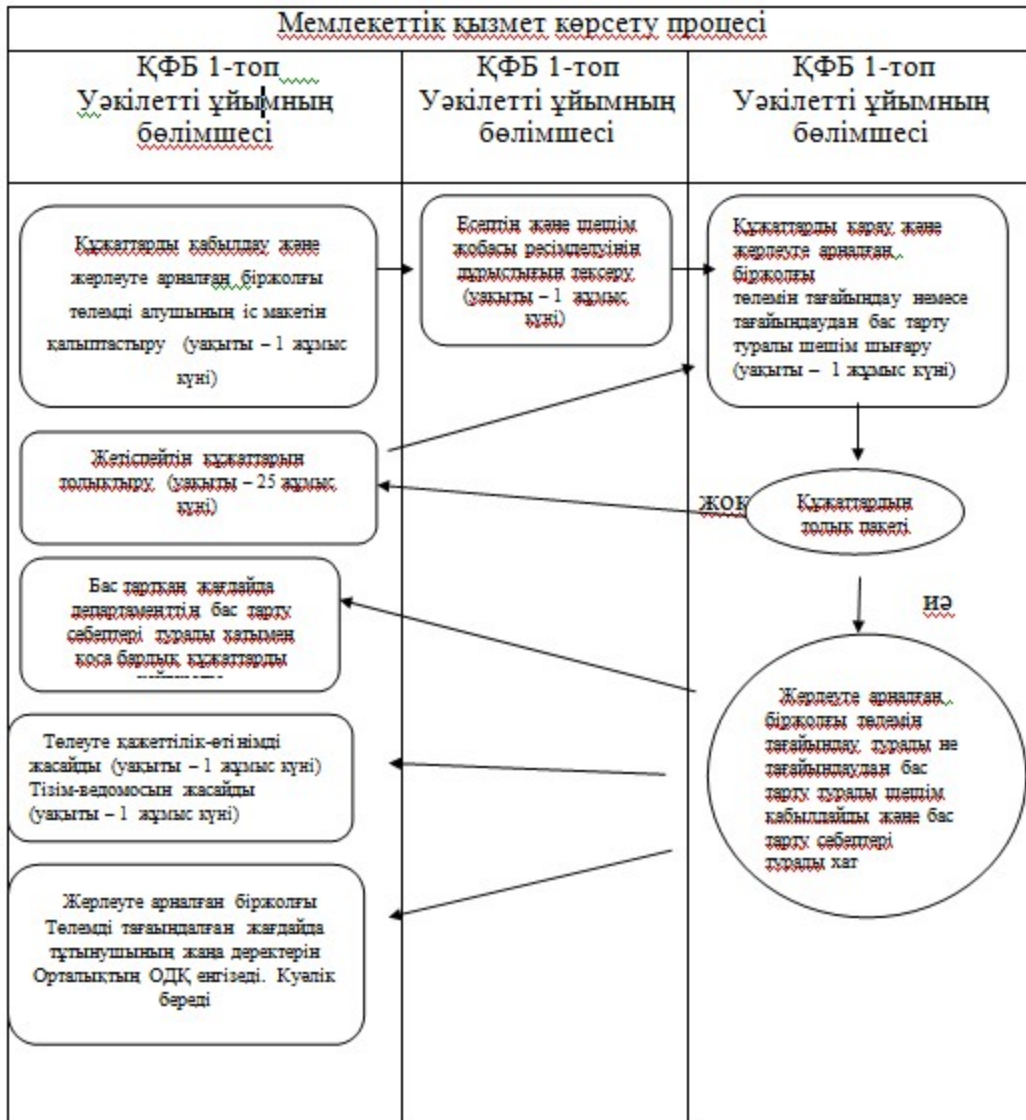 Мемлекеттік қызмет көрсету процесі
ҚФБ 1-топ
Уәкілетті ұйымның
бөлімшесі
ҚФБ 1-топ
Уәкілетті ұйымның
бөлімшесі
ҚФБ 1-топ
Уәкілетті ұйымның
бөлімшесі
Құжаттарды қабылдау және
жерлеуге арналған біржолғы
төлемді алушының іс макетін
қалыптастыру (уақыты – 1 жұмыс
күні)
Есептің және шешім
жобасы ресімделуінің
дұрыстығын тексеру
(уақыты – 1 жұмыс
күні)
Құжаттарды қарау және
жерлеуге арналған
біржолғы
төлемін тағайындау немесе
тағайындаудан бас тарту
туралы шешім шығару
(уақыты – 1 жұмыс күні)
Жетіспейтін құжаттарын
толықтыру (уақыты – 25 жұмыс
күні)
жоқ
Құжаттардың
толық пакеті
Бас тартқан жағдайда
департаменттің бас тарту
себептері туралы хатымен
қоса барлық құжаттарды
иә
Жерлеуге арналған
біржолғы төлемін
тағайындау туралы не
тағайындаудан бас
тарту туралы шешім
қабылдайды және бас
тарту себептері
туралы хат
Төлеуге қажеттілік-өтінімді
жасайды (уақыты – 1 жұмыс күні)
Тізім-ведомосын жасайды
(уақыты – 1 жұмыс күні)
Жерлеуге арналған біржолғы
Төлемді тағаындалған жағдайда
тұтынушының жаңа деректерін
Орталықтың ОДҚ енгізеді. Куәлік
береді